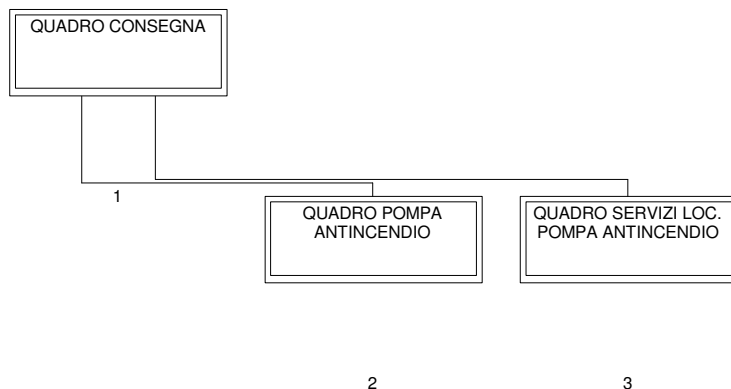 QUADRO CONSEGNA
1
QUADRO POMPA
ANTINCENDIO
QUADRO SERVIZI LOC.
POMPA ANTINCENDIO
2
3